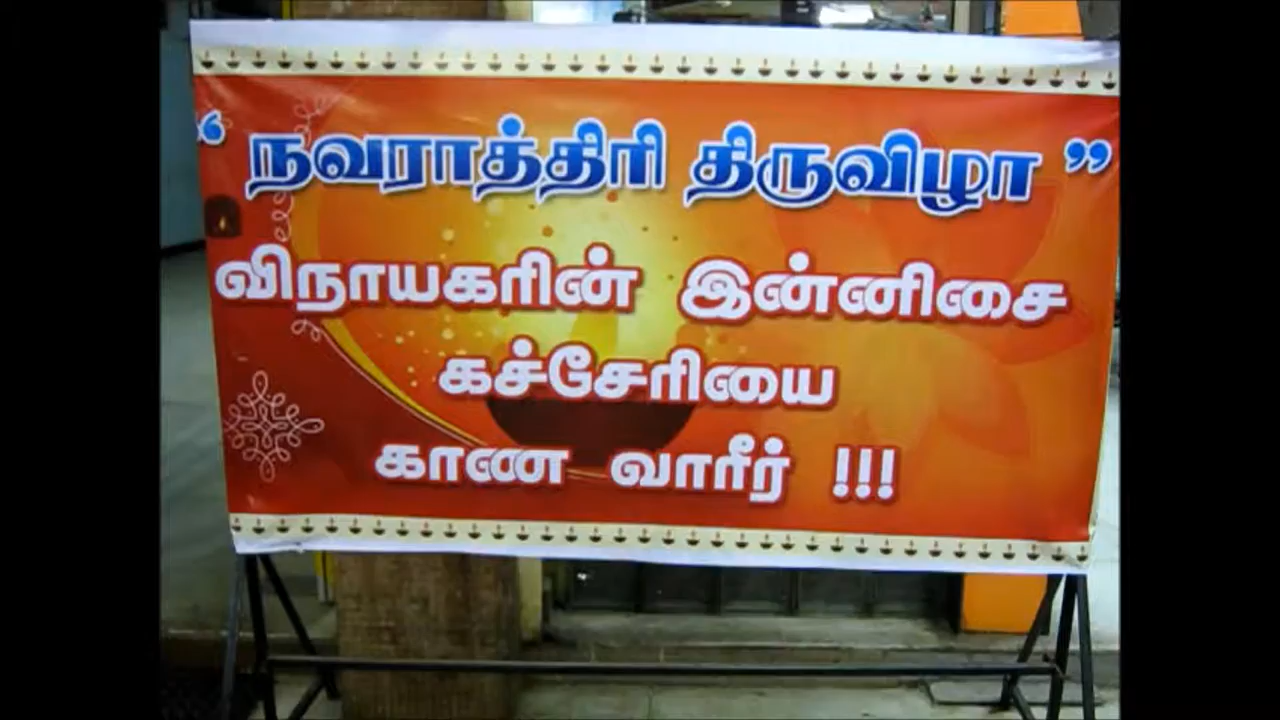 “ நவராத்திரி திருவிழா ”
விநாயகரின் இன்னிசை
கச்சேரியை
காண வாரீர் !!!